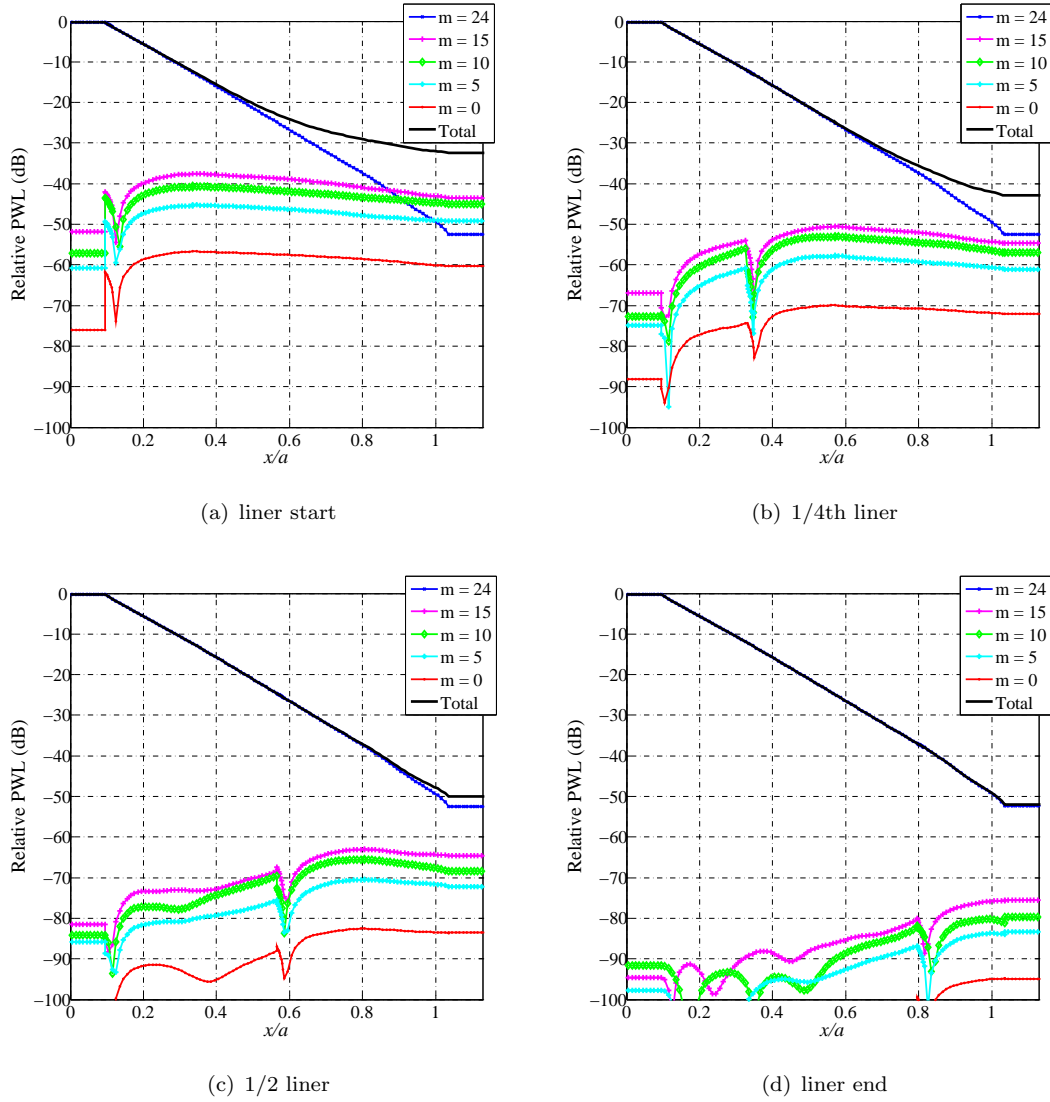 0
−10
−20
−30
−40
−50
−60
−70
−80
−90
−100
Relative PWL (dB)
0 0.2 0.4 0.6 0.8 1
x/a
m = 24
m = 15
m = 10
m = 5
m = 0
Total
(a) liner start
0
−10
−20
−30
−40
−50
−60
−70
−80
−90
−100
Relative PWL (dB)
0 0.2 0.4 0.6 0.8 1
x/a
m = 24
m = 15
m = 10
m = 5
m = 0
Total
(b) 1/4th liner
0
−10
−20
−30
−40
−50
−60
−70
−80
−90
−100
Relative PWL (dB)
0 0.2 0.4 0.6 0.8 1
x/a
m = 24
m = 15
m = 10
m = 5
m = 0
Total
(c) 1/2 liner
0
−10
−20
−30
−40
−50
−60
−70
−80
−90
−100
Relative PWL (dB)
0 0.2 0.4 0.6 0.8 1
x/a
m = 24
m = 15
m = 10
m = 5
m = 0
Total
(d) liner end